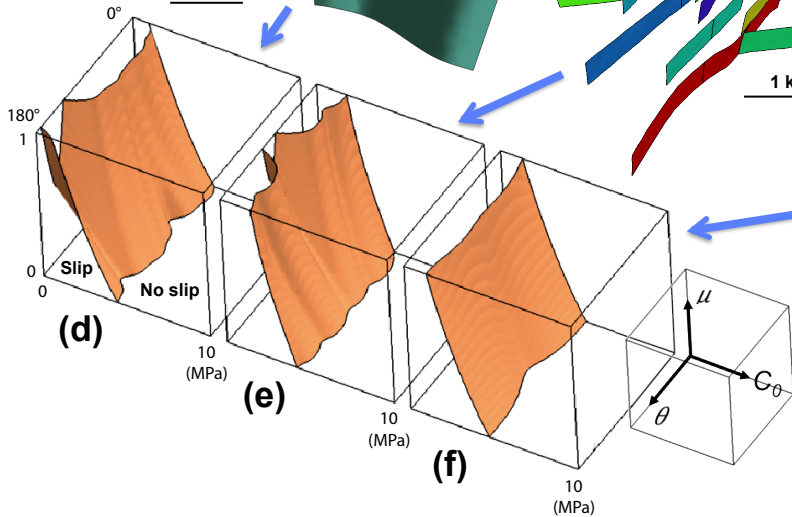 0°
1 k
180°
1
0
Slip
0
No slip
(d)
10
(MPa)
(e)
10
(MPa)
(f)
10
(MPa)
μ
C₀
θ